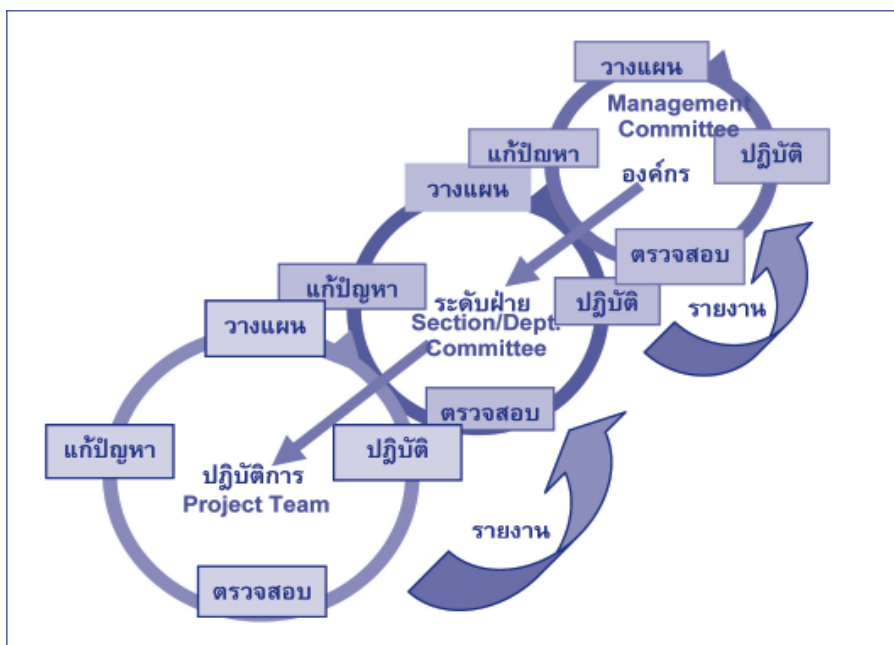 วางแผน
Management
Committee
แก้ปัญหา
ปฎิบัติ
องค์กร
วางแผน
ตรวจสอบ
แก้ปัญหา
ระดับฝ่าย
ปฎิบัติ
รายงาน
Section/Dept.
Committee
วางแผน
ตรวจสอบ
แก้ปัญหา
ปฎิบัติ
ปฎิบัติการ
Project Team
รายงาน
ตรวจสอบ